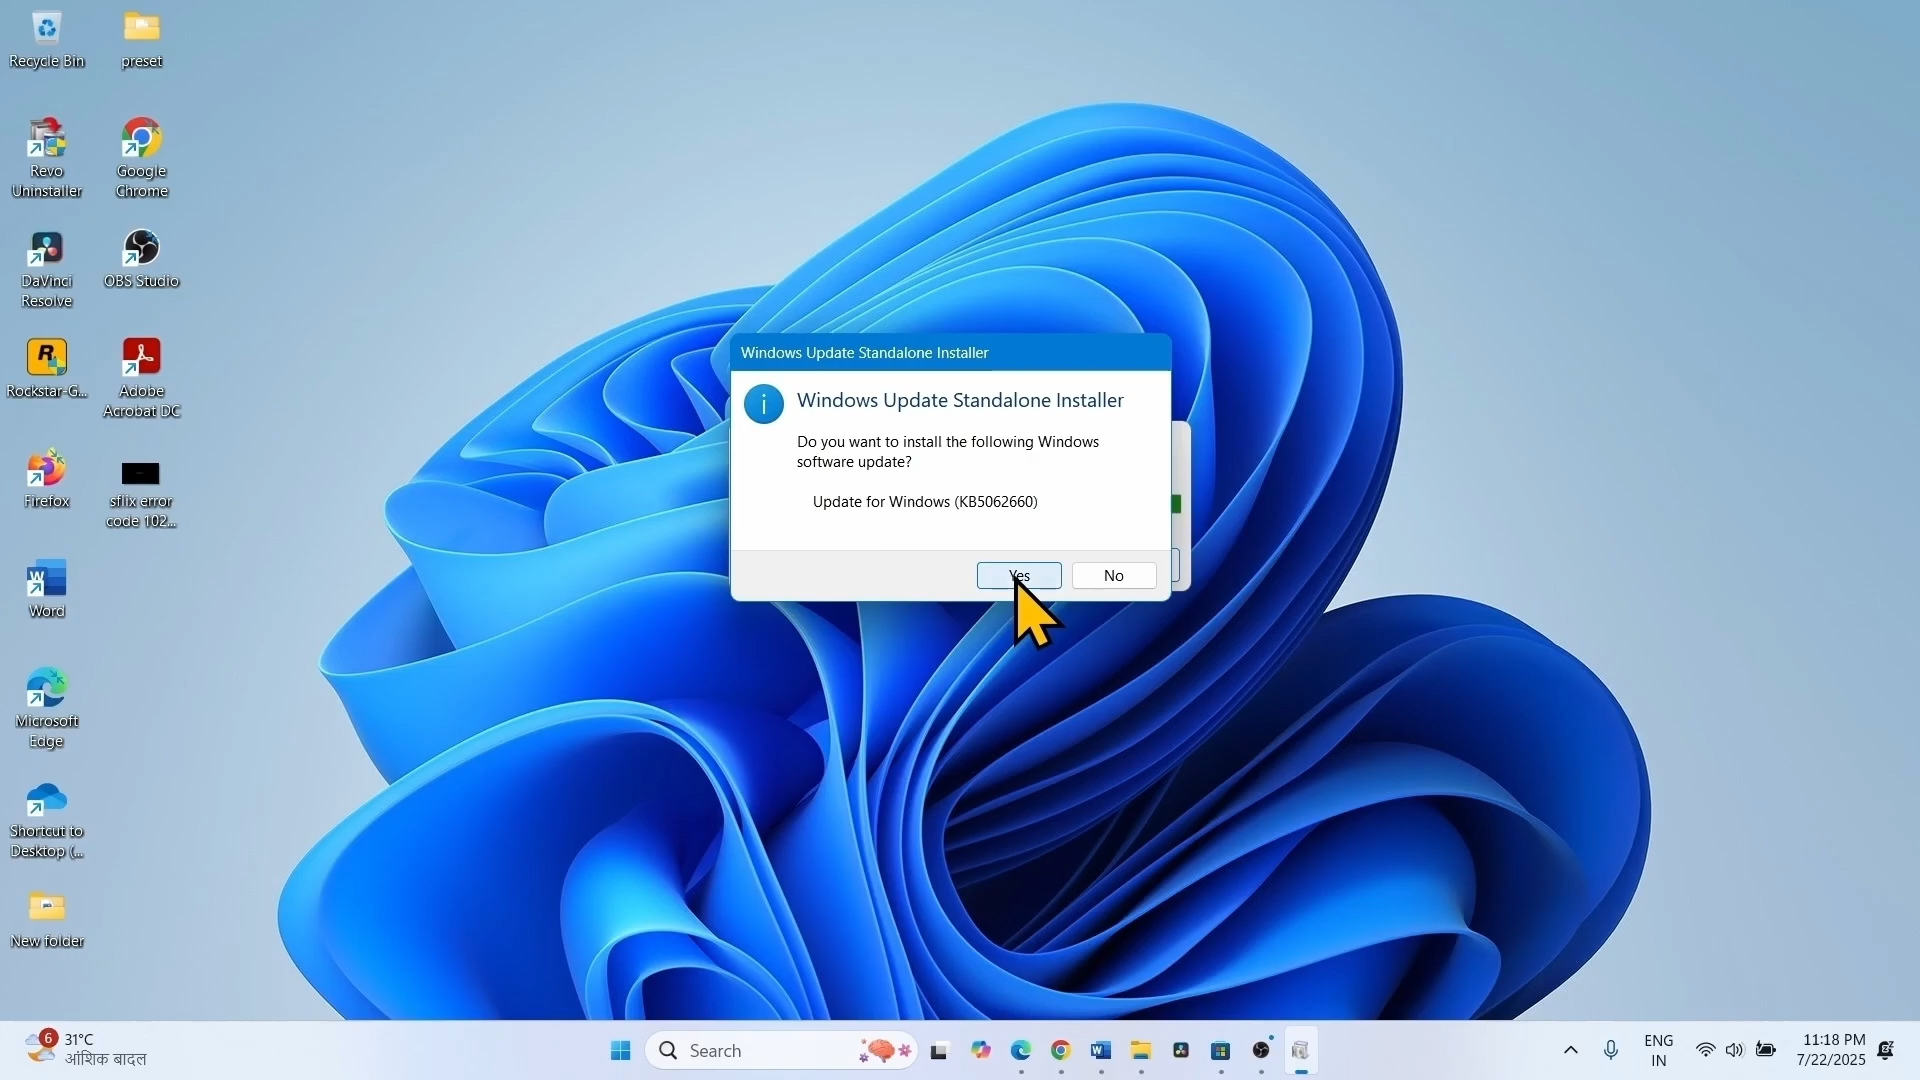 Recycle Bin
preset
Revo
Uninstaller
Google
Chrome
DaVinci
Resolve
OBS Studio
Rockstar-G...
Adobe
Acrobat DC
Firefox
sflix error
code 102...
Word
Microsoft
Edge
Shortcut to
Desktop (...
New folder
Windows Update Standalone Installer
Windows Update Standalone Installer
Do you want to install the following Windows
software update?
Update for Windows (KB5062660)
Yes
No
6
31°C
आंशिक बादल
Search
ENG
IN
11:18 PM
7/22/2025